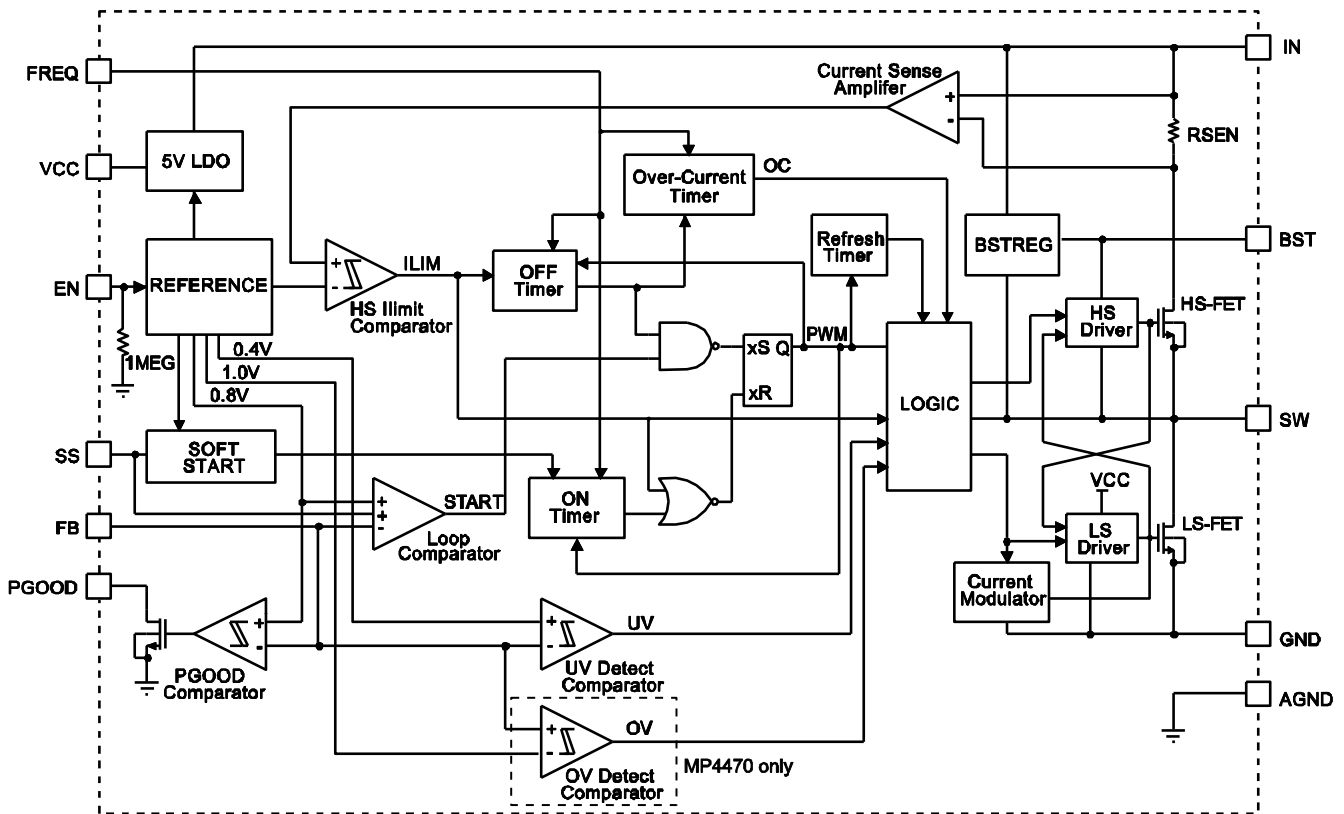 IN
FREQ
Current Sense
Amplifer
+
-
RSEN
VCC
5V LDO
Over-Current
Timer
OC
Refresh
Timer
BSTREG
BST
EN
REFERENCE
+
-
ILIM
HS Ilimit
Comparator
OFF
Timer
HS
Driver
HS-FET
1MEG
0.4V
1.0V
0.8V
xS Q
xR
PWM
LOGIC
SW
SS
SOFT
START
+
+
-
START
Loop
Comparator
ON
Timer
VCC
LS
Driver
LS-FET
FB
PGOOD
Current
Modulator
+
-
PGOOD
Comparator
+
-
UV
UV Detect
Comparator
GND
AGND
+
-
OV
OV Detect
Comparator
MP4470 only